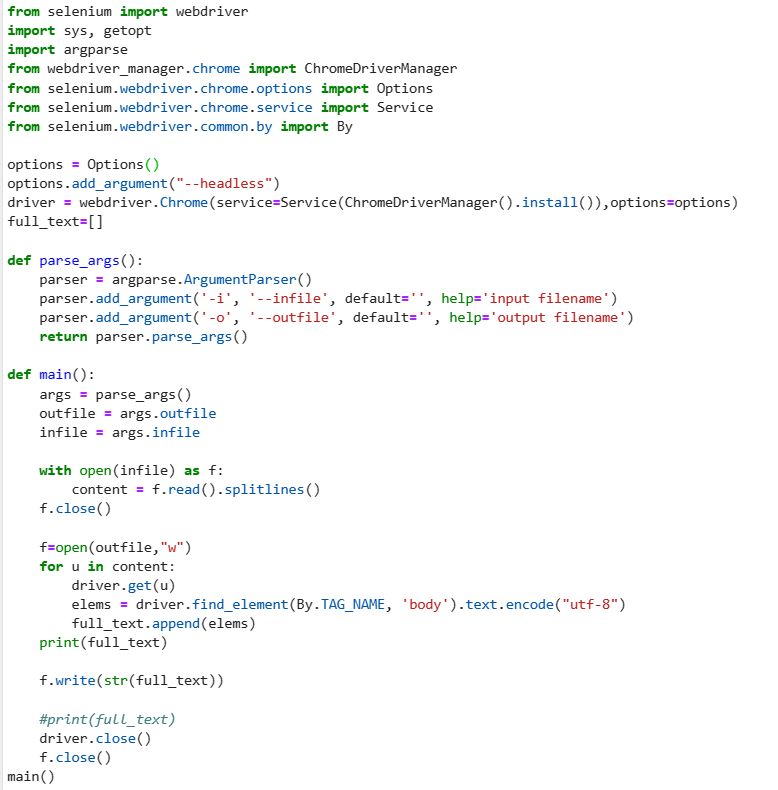 from selenium import webdriver
import sys, getopt
import argparse
from webdriver_manager.chrome import ChromeDriverManager
from selenium.webdriver.chrome.options import Options
from selenium.webdriver.chrome.service import Service
from selenium.webdriver.common.by import By

options = Options()
options.add_argument("--headless")
driver = webdriver.Chrome(service=Service(ChromeDriverManager().install()),options=options)
full_text=[]

def parse_args():
    parser = argparse.ArgumentParser()
    parser.add_argument('-i', '--infile', default='', help='input filename')
    parser.add_argument('-o', '--outfile', default='', help='output filename')
    return parser.parse_args()

def main():
    args = parse_args()
    outfile = args.outfile
    infile = args.infile

    with open(infile) as f:
        content = f.read().splitlines()
    f.close()

    f=open(outfile,"w")
    for u in content:
        driver.get(u)
        elems = driver.find_element(By.TAG_NAME, 'body').text.encode("utf-8")
        full_text.append(elems)
    print(full_text)

    f.write(str(full_text))

    #print(full_text)
    driver.close()
    f.close()
main()